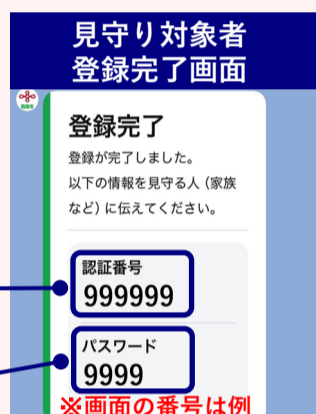 見守り対象者
登録完了画面
登録完了
登録が完了しました。
以下の情報を見守る人（家族
など）に伝えてください。
認証番号
999999
パスワード
9999
※画面の番号は例